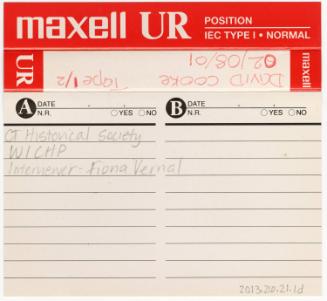 maxell UR POSITION
IEC TYPE I • NORMAL
UR
DAVID COOKE
02/08/01
Tape 1/2
maxell
A DATE
N.R. YES NO
B DATE
N.R. YES NO
CT Historical Society
WICHP
Interviewer - Fiona Vernal
2013.20.21.1d